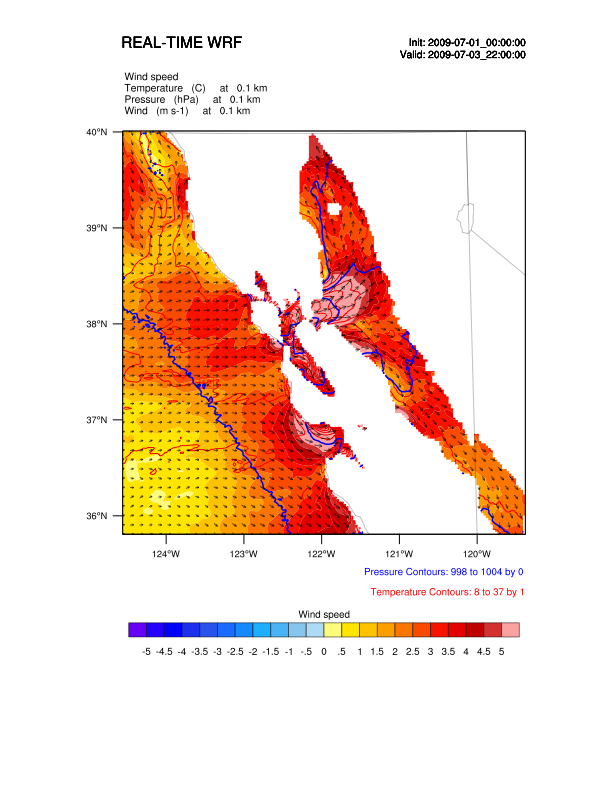 REAL-TIME WRF
Init: 2009-07-01_00:00:00
Valid: 2009-07-03_22:00:00
Wind speed
Temperature (C) at 0.1 km
Pressure (hPa) at 0.1 km
Wind (m s-1) at 0.1 km
40°N
39°N
38°N
37°N
36°N
124°W 123°W 122°W 121°W 120°W
Pressure Contours: 998 to 1004 by 0
Temperature Contours: 8 to 37 by 1
Wind speed
-5 -4.5 -4 -3.5 -3 -2.5 -2 -1.5 -1 -.5 0 .5 1 1.5 2 2.5 3 3.5 4 4.5 5